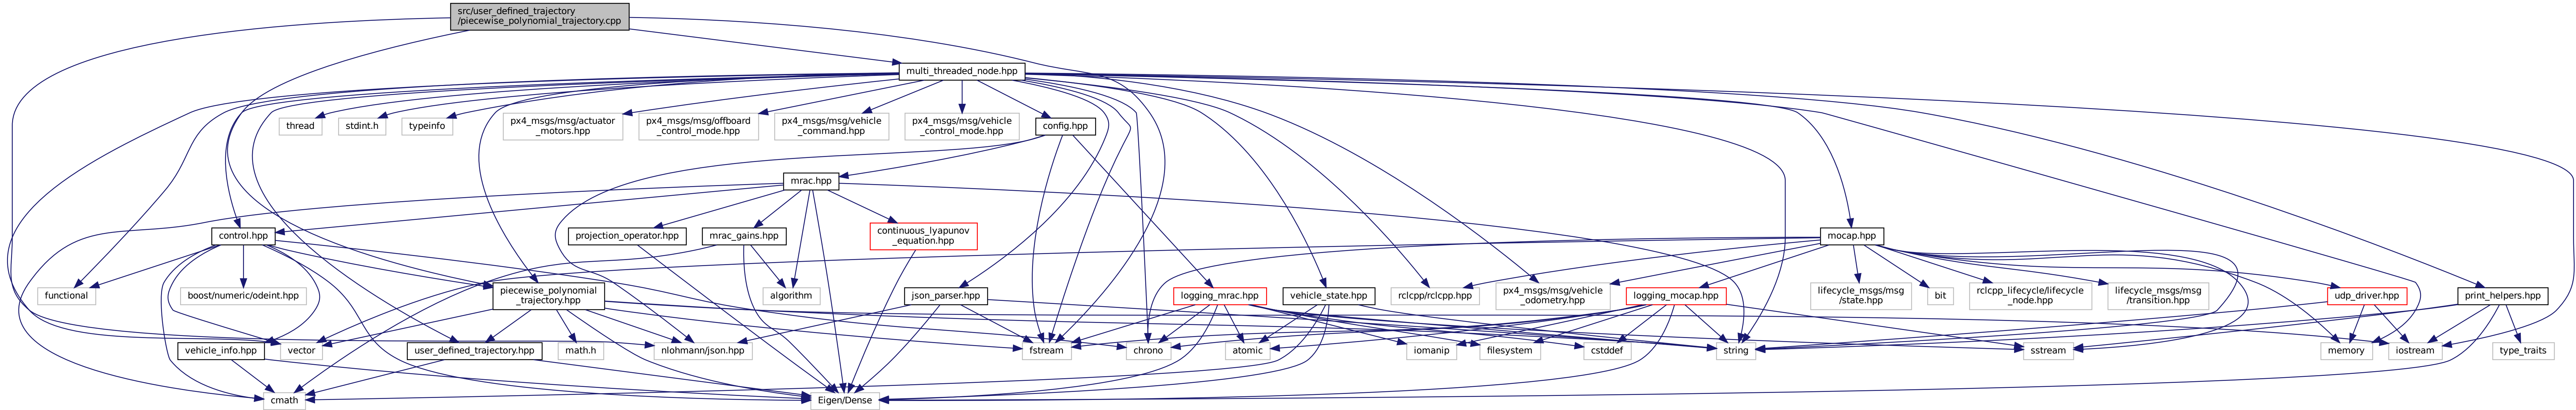 src/user_defined_trajectory
/piecewise_polynomial_trajectory.cpp
multi_threaded_node.hpp
thread
stdint.h
typeinfo
px4_msgs/msg/actuator
_motors.hpp
px4_msgs/msg/offboard
_control_mode.hpp
px4_msgs/msg/vehicle
_command.hpp
px4_msgs/msg/vehicle
_control_mode.hpp
config.hpp
mrac.hpp
control.hpp
projection_operator.hpp
mrac_gains.hpp
continuous_lyapunov
_equation.hpp
mocap.hpp
functional
boost/numeric/odeint.hpp
piecewise_polynomial
_trajectory.hpp
algorithm
json_parser.hpp
logging_mrac.hpp
vehicle_state.hpp
rclcpp/rclcpp.hpp
px4_msgs/msg/vehicle
_odometry.hpp
logging_mocap.hpp
lifecycle_msgs/msg
/state.hpp
bit
rclcpp_lifecycle/lifecycle
_node.hpp
lifecycle_msgs/msg
/transition.hpp
udp_driver.hpp
print_helpers.hpp
vehicle_info.hpp
vector
user_defined_trajectory.hpp
math.h
nlohmann/json.hpp
fstream
chrono
atomic
iomanip
filesystem
cstddef
string
sstream
memory
iostream
type_traits
cmath
Eigen/Dense